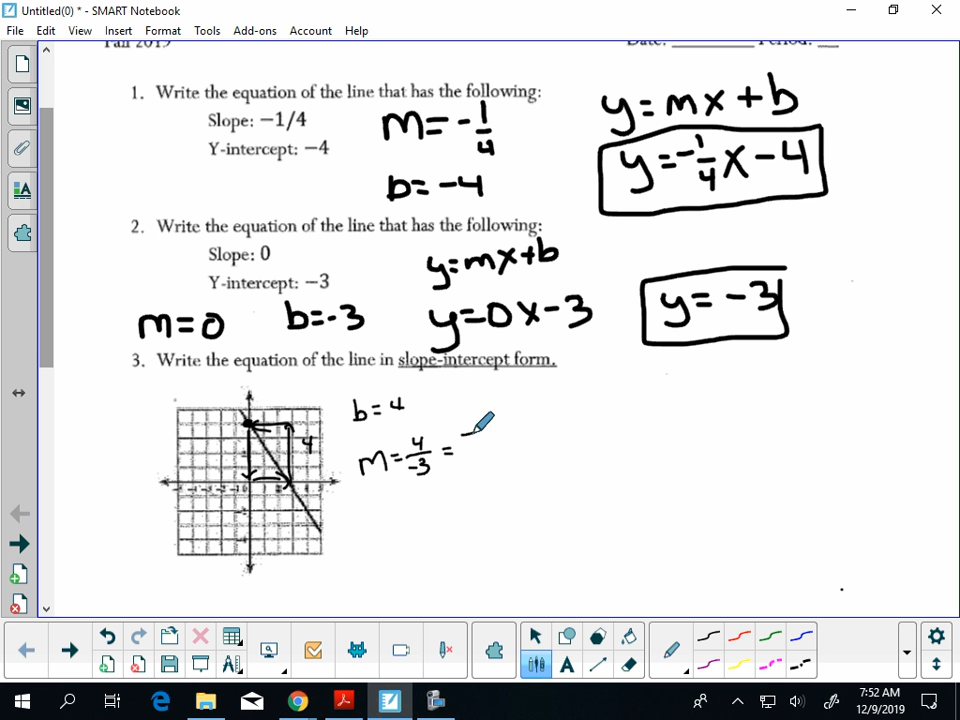 Untitled(0) * - SMART Notebook
File Edit View Insert Format Tools Add-ons Account Help
Fall 2019
Date: Period:
1. Write the equation of the line that has the following:
Slope: −1/4
Y-intercept: −4
m = -1/4
b = -4
y = mx + b
y = -1/4 x - 4
2. Write the equation of the line that has the following:
Slope: 0
Y-intercept: −3
y = mx + b
m = 0 b = -3 y = 0x - 3
y = -3
3. Write the equation of the line in slope-intercept form.
b = 4
4
m = 4/-3 =
A
7:52 AM
12/9/2019